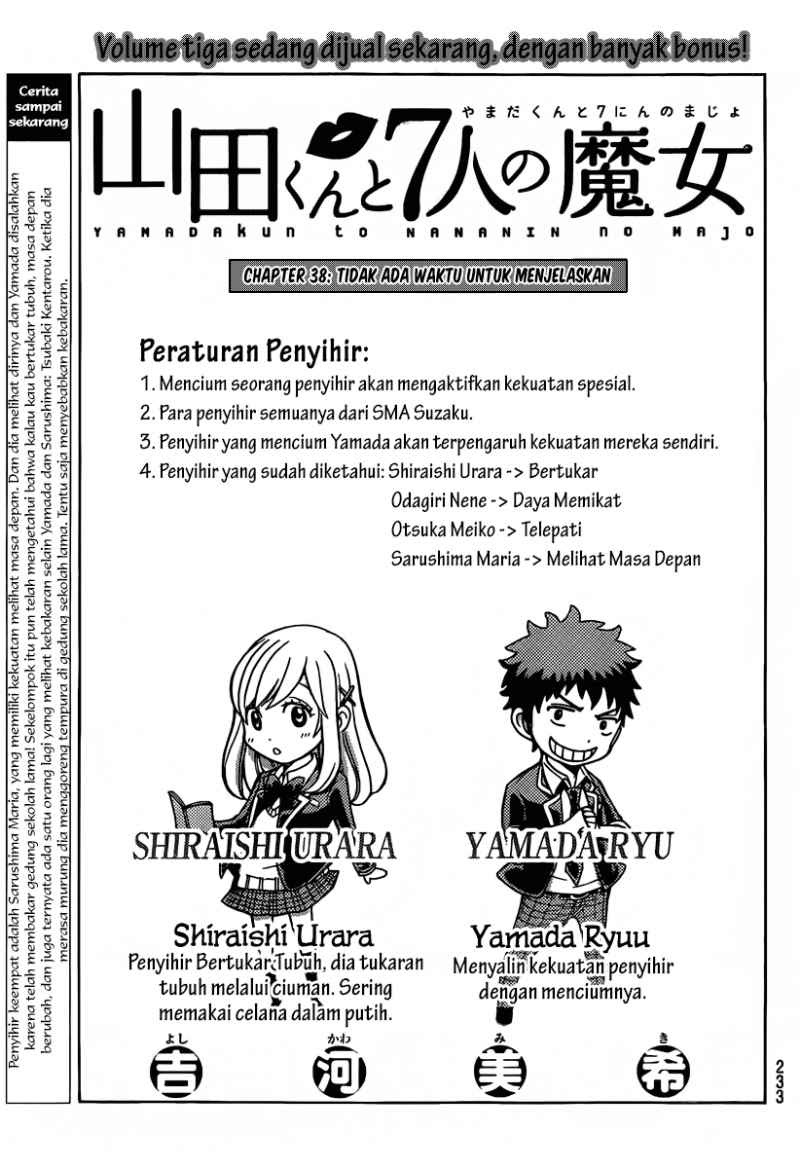 Volume tiga sedang dijual sekarang, dengan banyak bonus!
Cerita
sampai
sekarang
Penyihir keempat adalah Sarushima Maria, yang memiliki kekuatan melihat masa depan. Dan dia melihat dirinya dan Yamada disalahkan
karena telah membakar gedung sekolah lama! Sekelompok itu pun telah mengetahui bahwa kalau kau bertukar tubuh, masa depan
berubah, dan juga ternyata ada satu orang lagi yang melihat kebakaran selain Yamada dan Sarushima: Tsubaki Kentarou. Ketika dia
merasa murung dia menggoreng tempura di gedung sekolah lama. Tentu saja menyebabkan kebakaran.
やまだくんと7にんのまじょ
山田くんと7人の魔女
YAMADAkun to NANANIN no MAJO
CHAPTER 38: TIDAK ADA WAKTU UNTUK MENJELASKAN
Peraturan Penyihir:
1. Mencium seorang penyihir akan mengaktifkan kekuatan spesial.
2. Para penyihir semuanya dari SMA Suzaku.
3. Penyihir yang mencium Yamada akan terpengaruh kekuatan mereka sendiri.
4. Penyihir yang sudah diketahui: Shiraishi Urara -> Bertukar
Odagiri Nene -> Daya Memikat
Otsuka Meiko -> Telepati
Sarushima Maria -> Melihat Masa Depan
SHIRAISHI URARA
Shiraishi Urara
Penyihir Bertukar Tubuh, dia tukaran
tubuh melalui ciuman. Sering
memakai celana dalam putih.
YAMADA RYU
Yamada Ryuu
Menyalin kekuatan penyihir
dengan menciumnya.
よし かわ み き
吉河美希
233